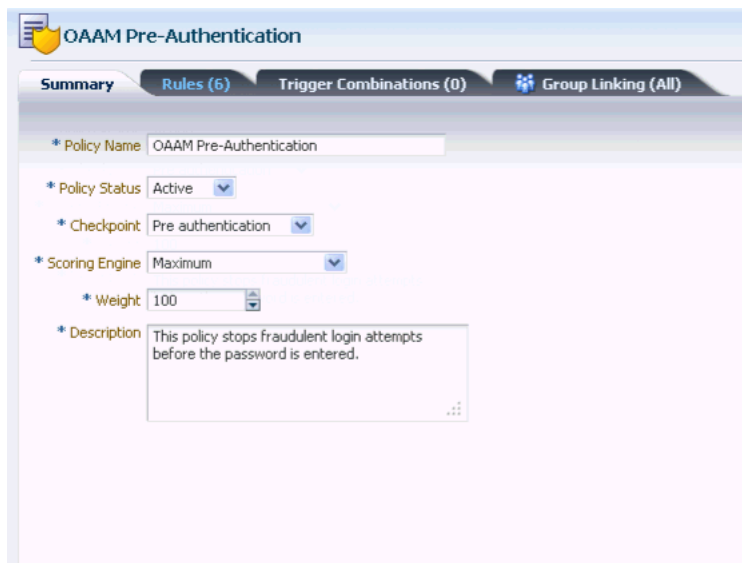 OAAM Pre-Authentication
Summary Rules (6) Trigger Combinations (0) Group Linking (All)
* Policy Name OAAM Pre-Authentication
* Policy Status Active
* Checkpoint Pre authentication
* Scoring Engine Maximum
* Weight 100
* Description This policy stops fraudulent login attempts
before the password is entered.